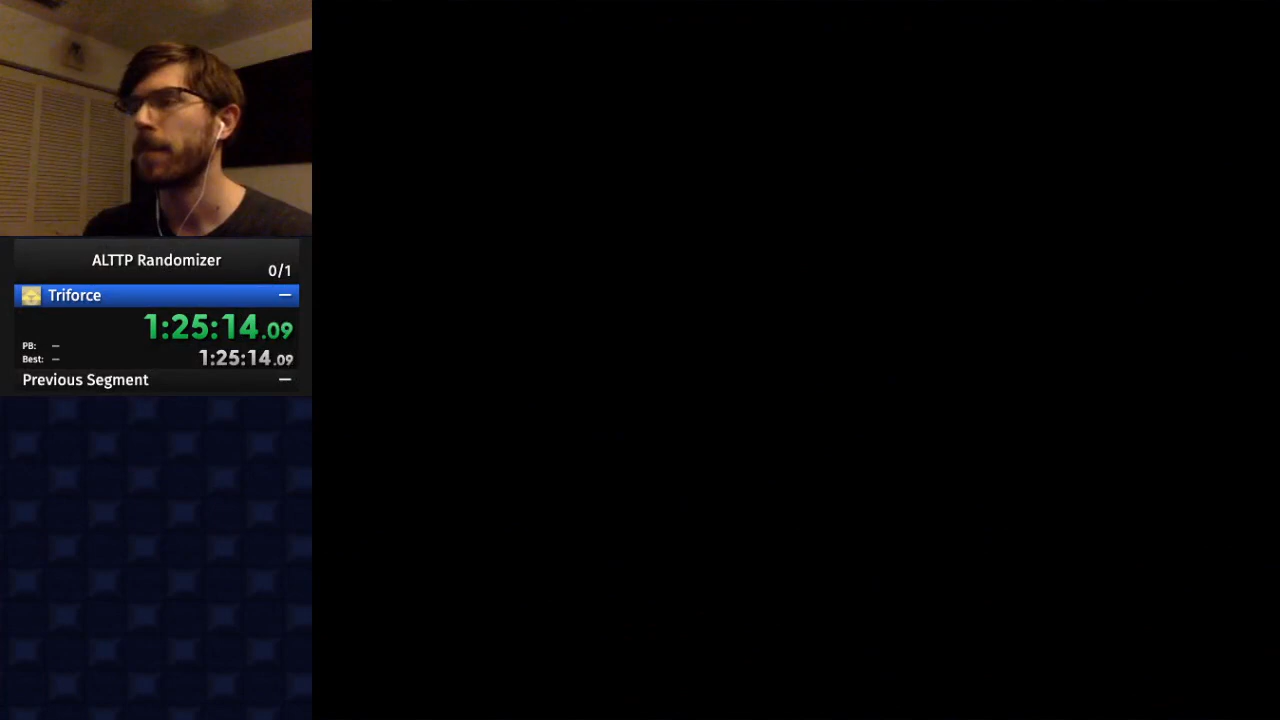 ALTTP Randomizer
0/1
Triforce —
1:25:14.09
PB: —
Best: — 1:25:14.09
Previous Segment —